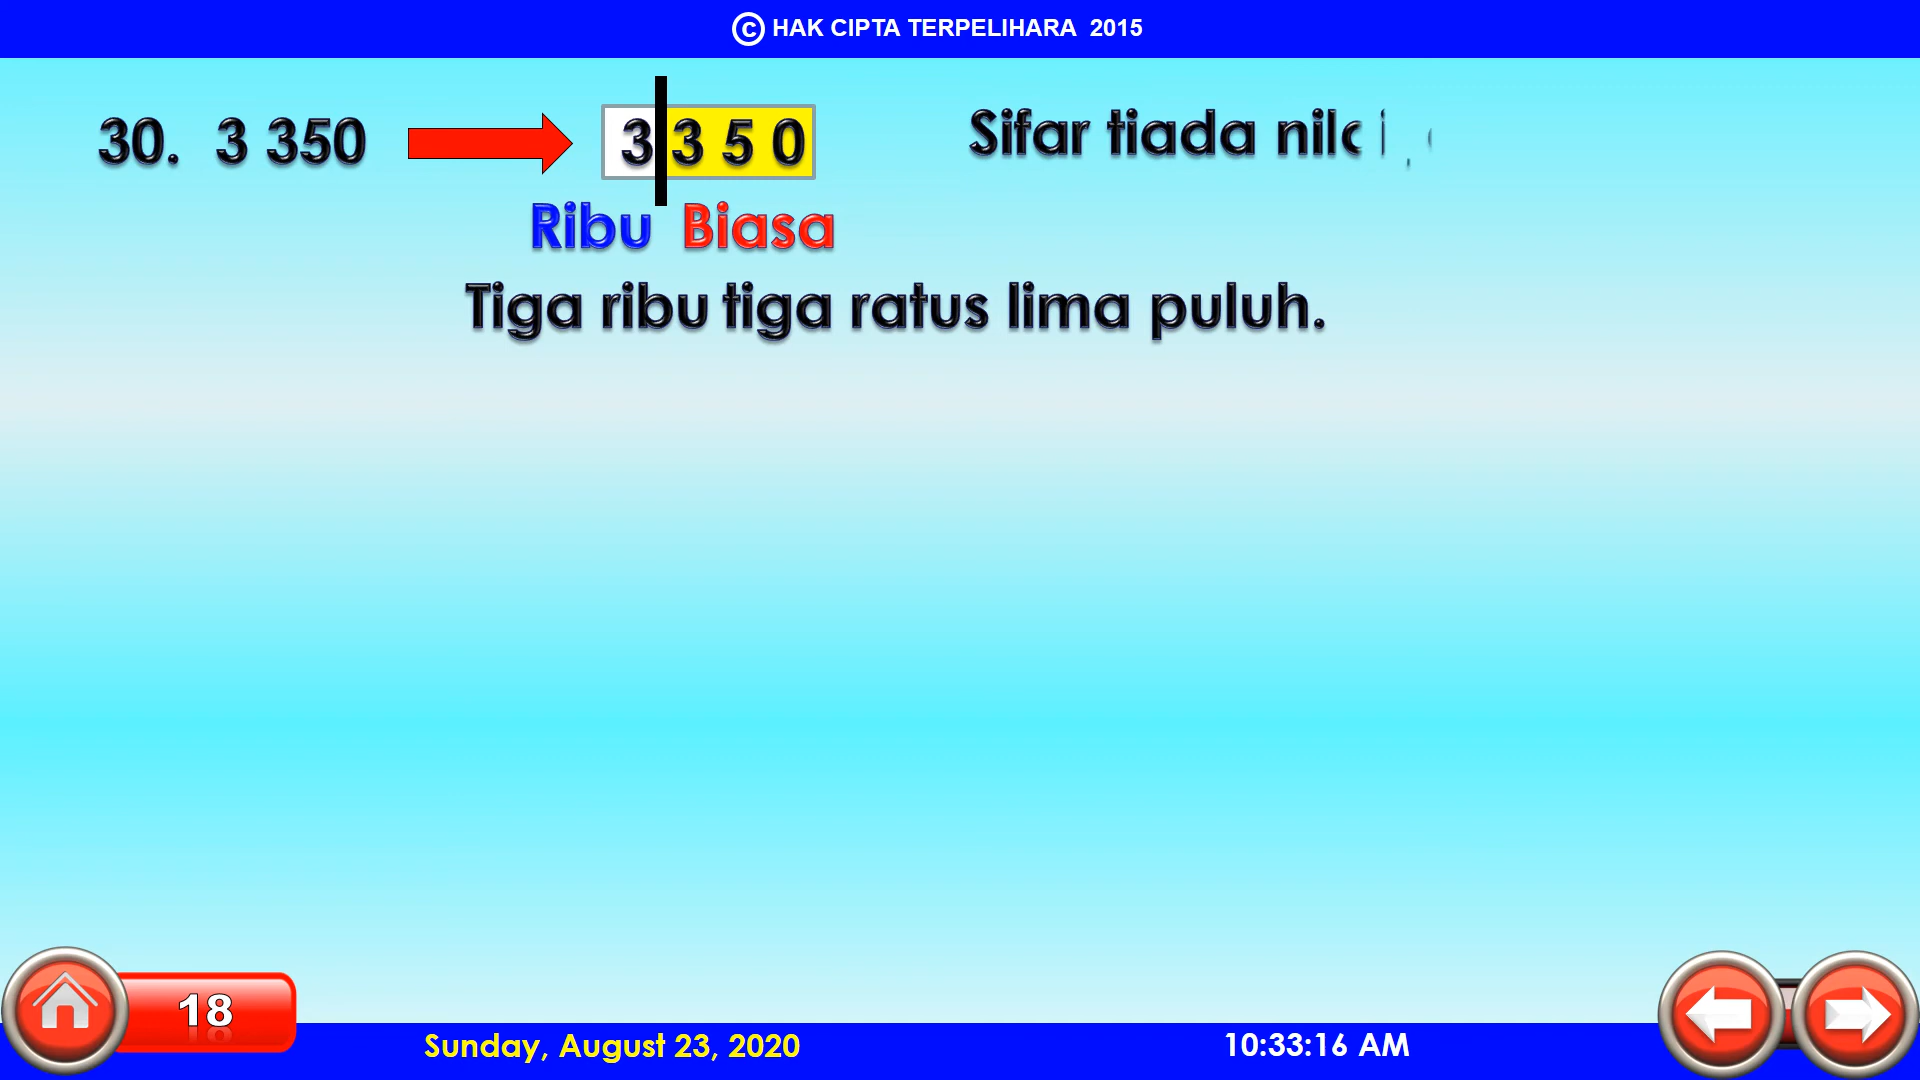 © HAK CIPTA TERPELIHARA 2015
30. 3 350
3 3 5 0
Sifar tiada
Ribu Biasa
Tiga ribu tiga ratus lima puluh.
18
Sunday, August 23, 2020
10:33:16 AM